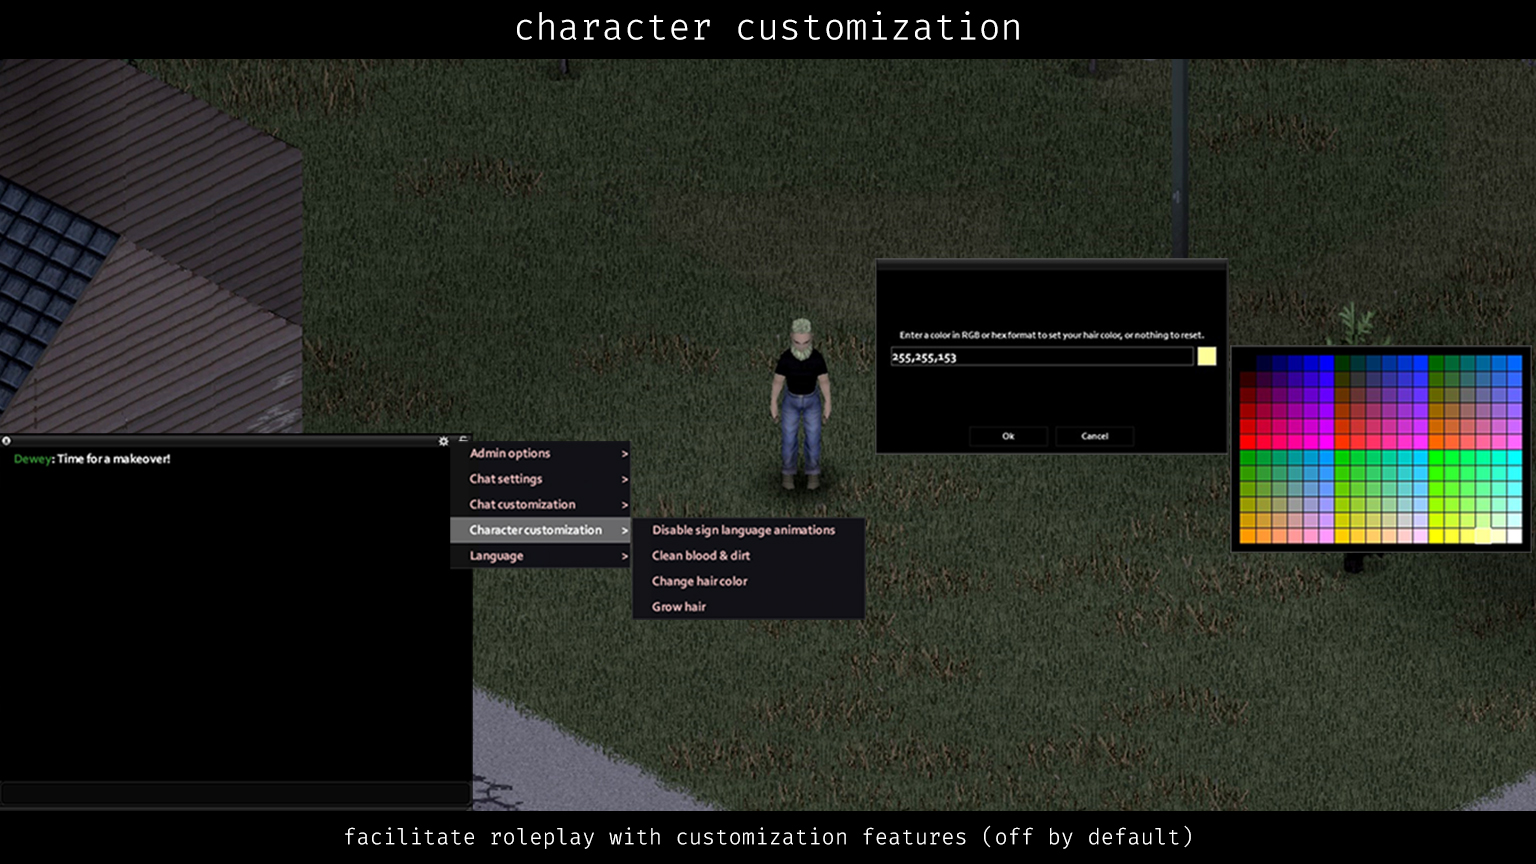 character customization
Enter a color in RGB or hex format to set your hair color, or nothing to reset.
255,255,153
Ok
Cancel
Dewey: Time for a makeover!
Admin options >
Chat settings >
Chat customization >
Character customization >
Language >
Disable sign language animations
Clean blood & dirt
Change hair color
Grow hair
facilitate roleplay with customization features (off by default)